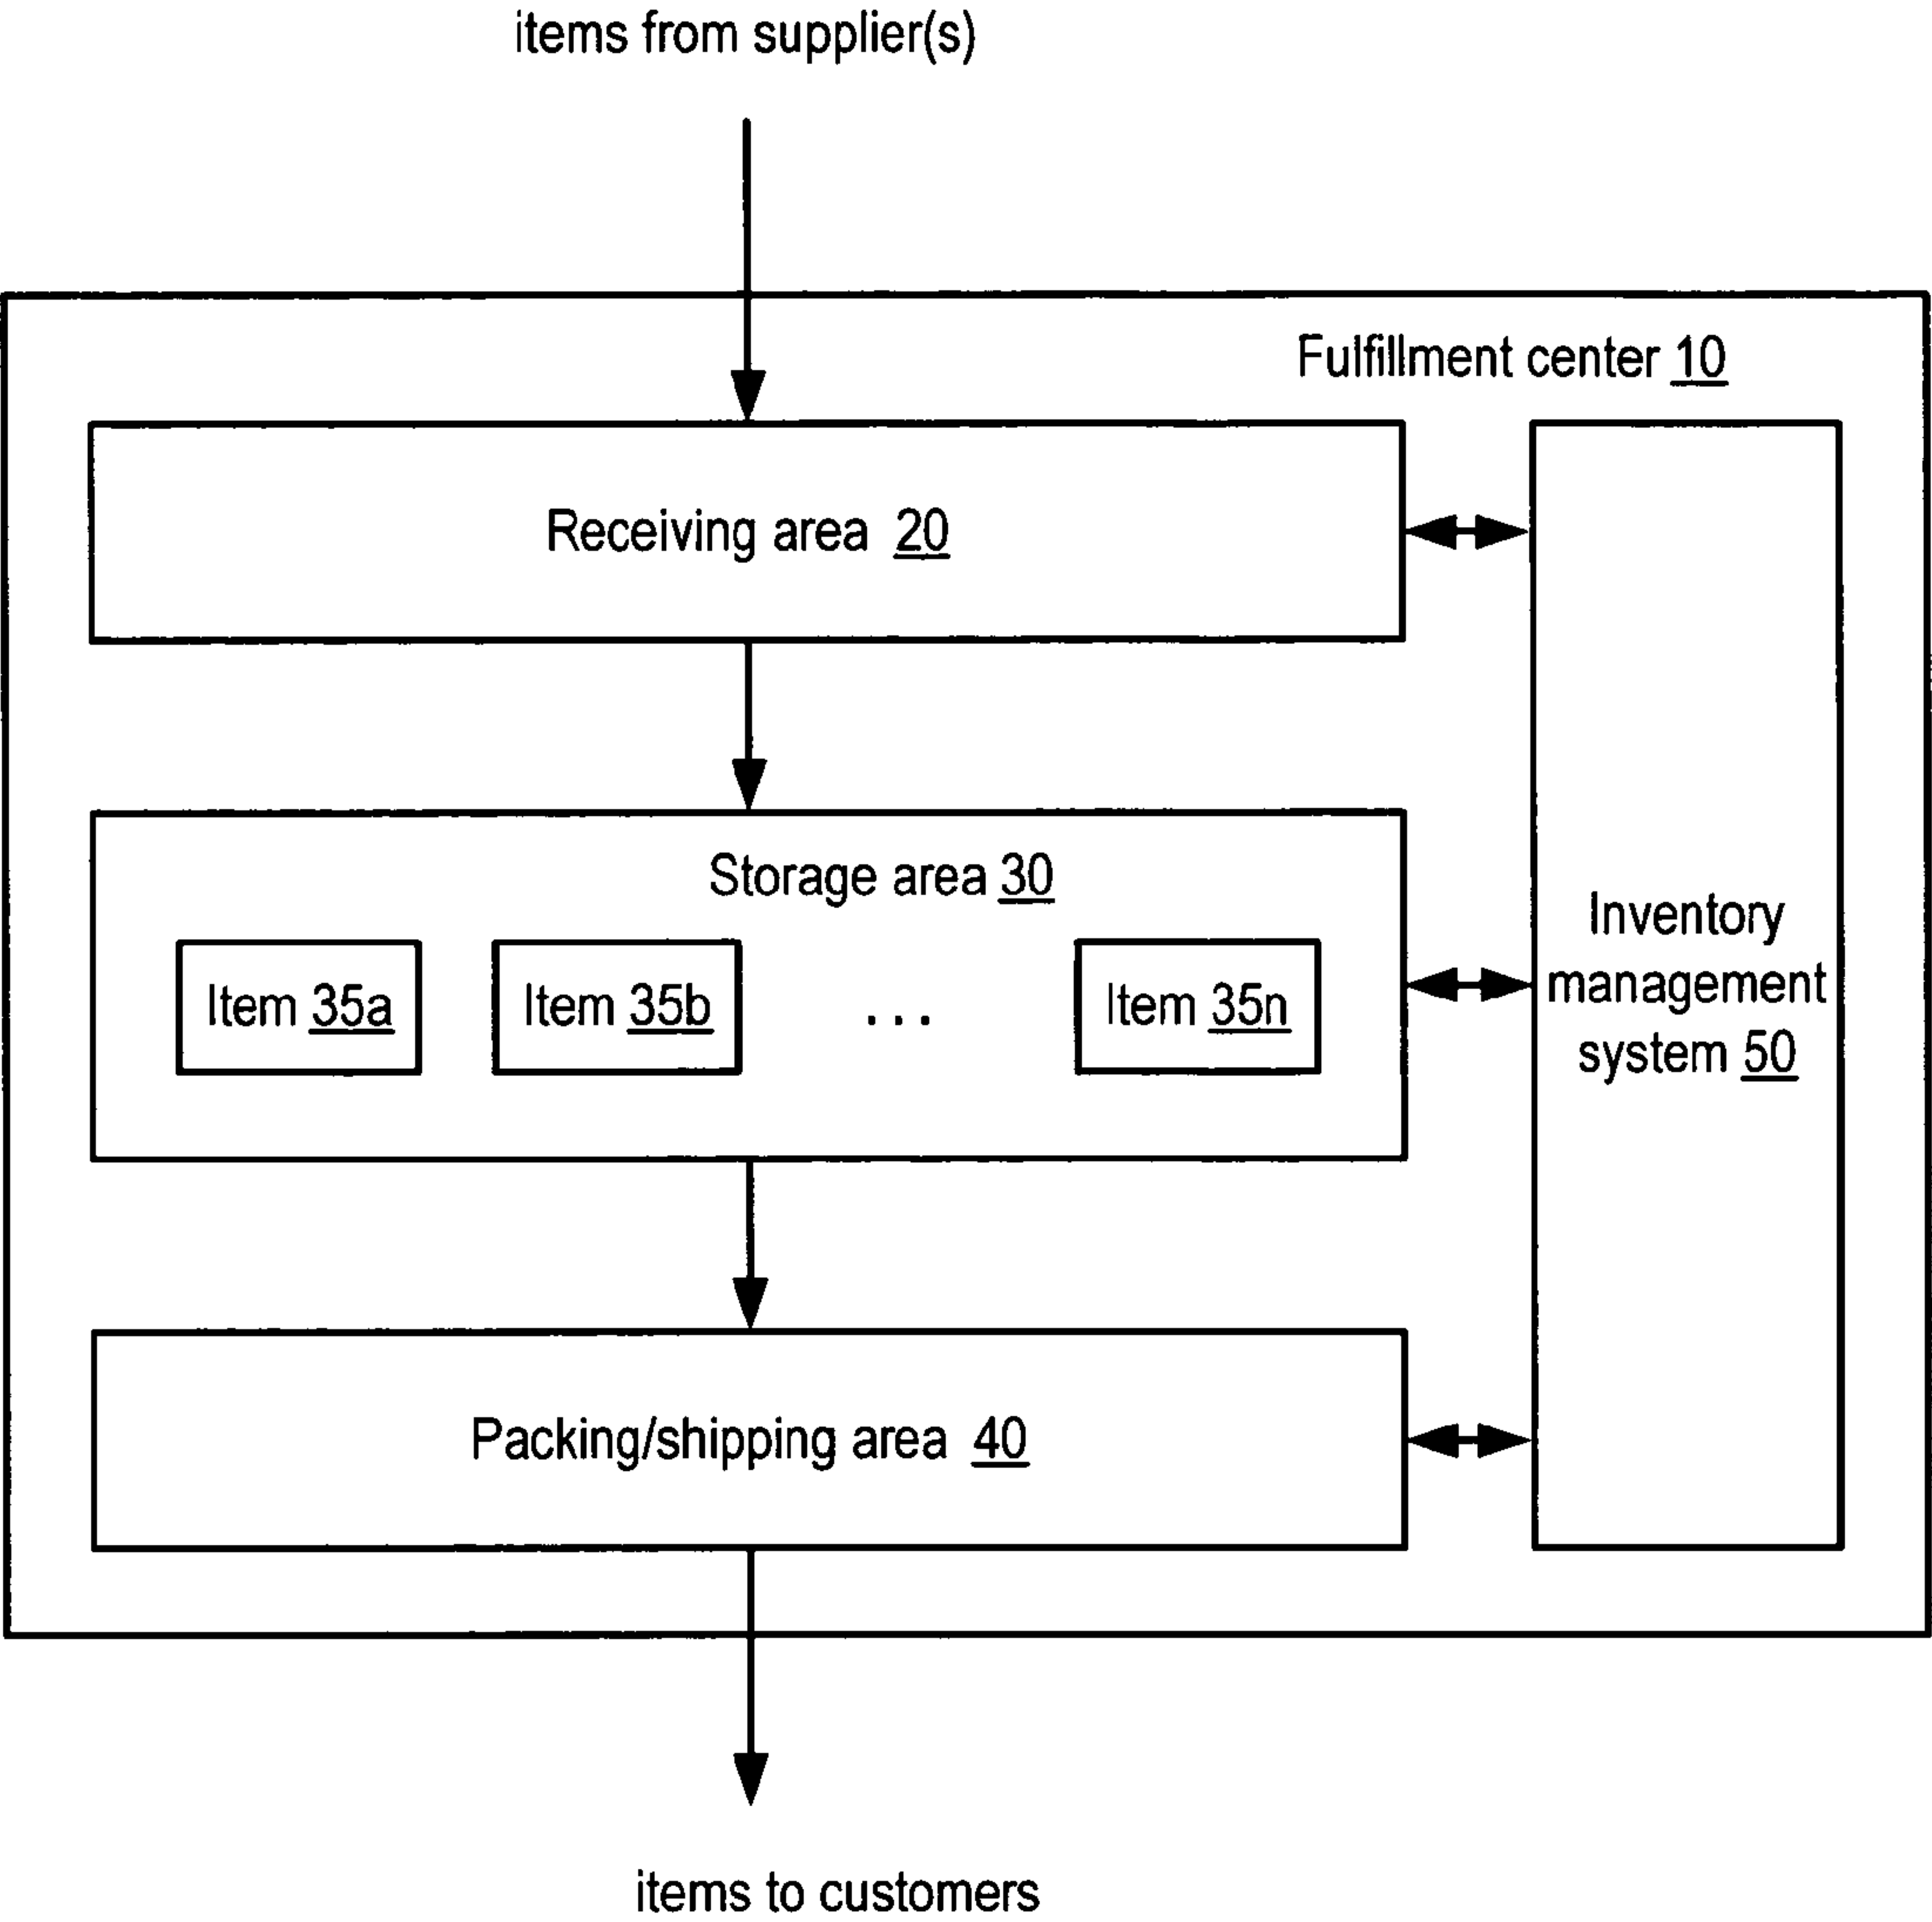 items from supplier(s)
Fulfillment center 10
Receiving area 20
Storage area 30
Item 35a
Item 35b
...
Item 35n
Inventory
management
system 50
Packing/shipping area 40
items to customers